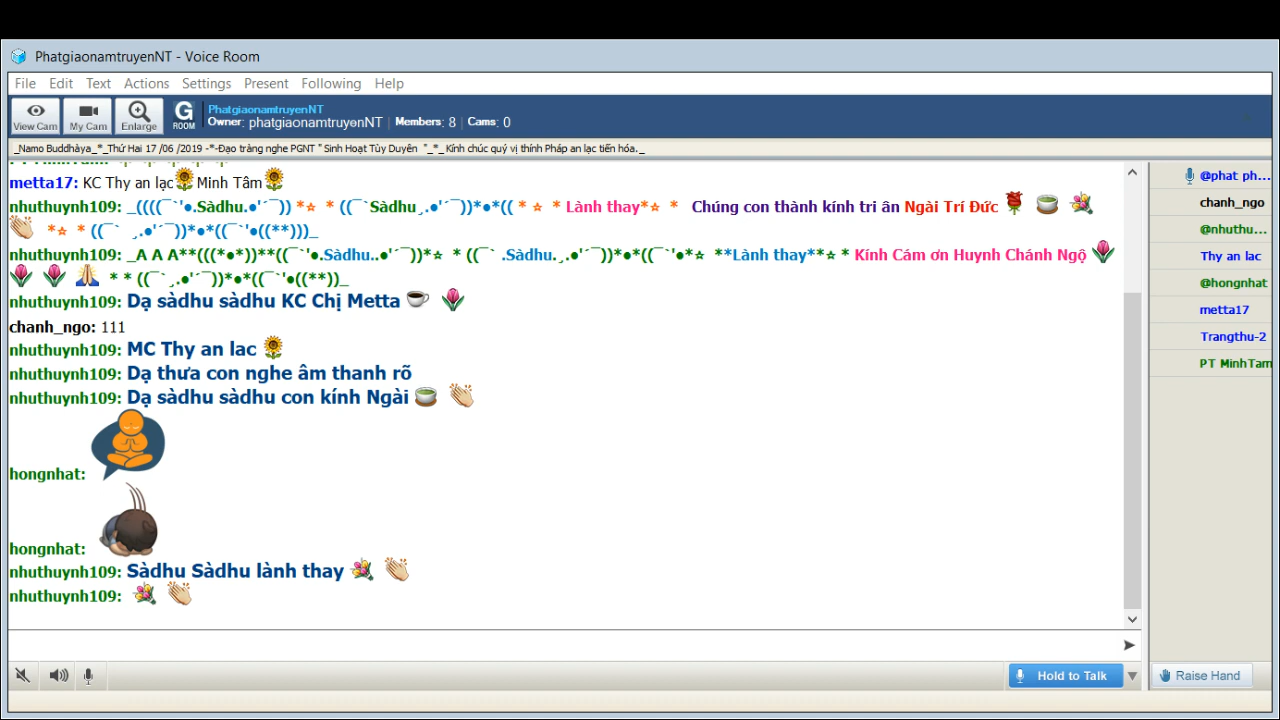 PhatgiaonamtruyenNT - Voice Room
File Edit Text Actions Settings Present Following Help
View Cam My Cam Enlarge G ROOM
PhatgiaonamtruyenNT
Owner: phatgiaonamtruyenNT | Members: 8 | Cams: 0
_Namo Buddhàya_*_Thứ Hai 17 /06 /2019 -*-Đạo tràng nghe PGNT " Sinh Hoạt Tùy Duyên "_*_ Kính chúc quý vị thính Pháp an lạc tiến hóa._
metta17: KC Thy an lạc Minh Tâm
nhuthuynh109: _((((¯`'●.Sàdhu.●'´¯)) *☆ * ((¯`Sàdhu¸.●'´¯))*●*(( * ☆ * Lành thay*☆ * Chúng con thành kính tri ân Ngài Trí Đức
*☆ * ((¯` ¸.●'´¯))*●*((¯`'●((**)))_
nhuthuynh109: _A A A**(((*●*))**((¯`'●.Sàdhu..●'´¯))*☆ * ((¯` .Sàdhu.¸.●'´¯))*●*((¯`'●*☆ **Lành thay**☆ * Kính Cám ơn Huynh Chánh Ngộ
* * ((¯`¸.●'´¯))*●*((¯`'●((**))_
nhuthuynh109: Dạ sàdhu sàdhu KC Chị Metta
chanh_ngo: 111
nhuthuynh109: MC Thy an lac
nhuthuynh109: Dạ thưa con nghe âm thanh rõ
nhuthuynh109: Dạ sàdhu sàdhu con kính Ngài
hongnhat:
hongnhat:
nhuthuynh109: Sàdhu Sàdhu lành thay
nhuthuynh109:
@phat ph...
chanh_ngo
@nhuthu...
Thy an lac
@hongnhat
metta17
Trangthu-2
PT MinhTam
Hold to Talk
Raise Hand